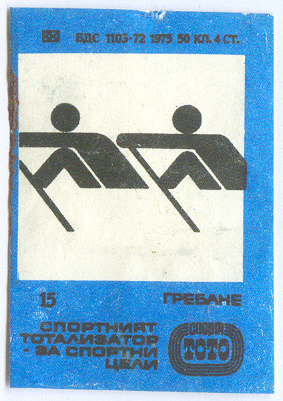 БДС 1103-72 1975 50 КЛ. 4 СТ.
15 ГРЕБАНЕ
СПОРТНИЯТ
ТОТАЛИЗАТОР
- ЗА СПОРТНИ
ЦЕЛИ
СПОРТ
ТОТО